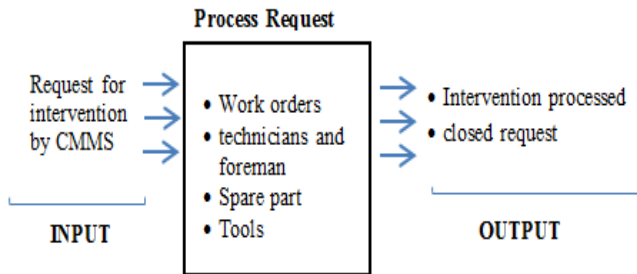 Process Request
Request for
intervention
by CMMS
INPUT
• Work orders
• technicians and
foreman
• Spare part
• Tools
• Intervention processed
• closed request
OUTPUT